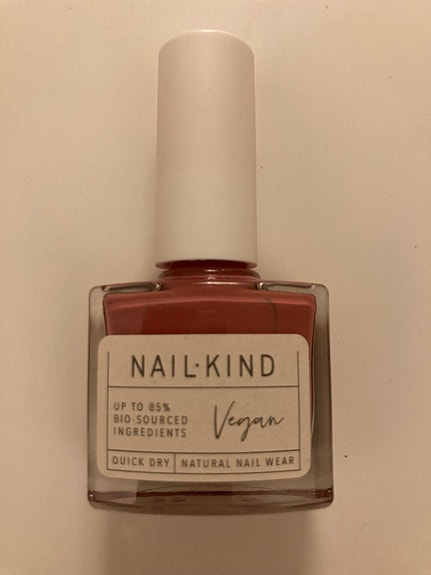 NAIL·KIND
UP TO 85%
BIO-SOURCED
INGREDIENTS
Vegan
QUICK DRY
NATURAL NAIL WEAR